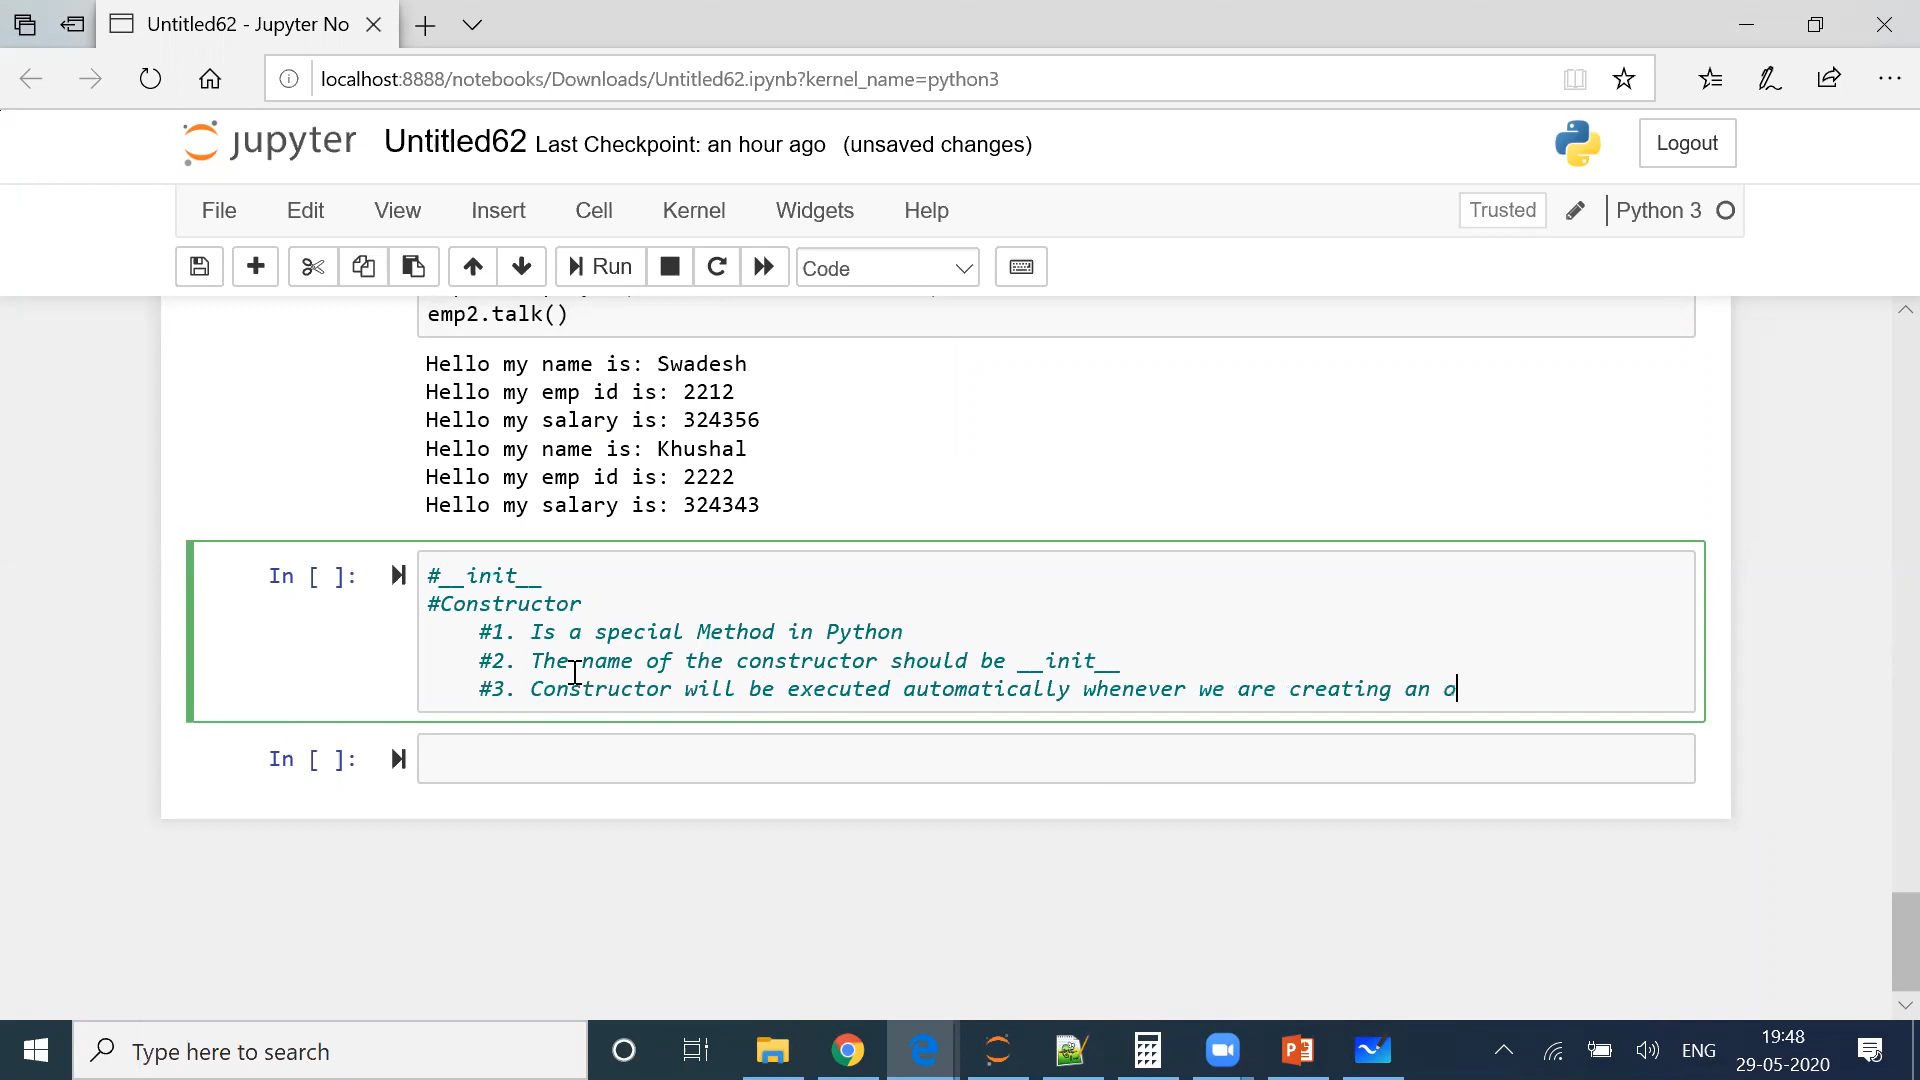 Untitled62 - Jupyter No
localhost:8888/notebooks/Downloads/Untitled62.ipynb?kernel_name=python3
jupyter Untitled62 Last Checkpoint: an hour ago (unsaved changes)
Logout
File Edit View Insert Cell Kernel Widgets Help Trusted Python 3
Run Code
emp2.talk()
Hello my name is: Swadesh
Hello my emp id is: 2212
Hello my salary is: 324356
Hello my name is: Khushal
Hello my emp id is: 2222
Hello my salary is: 324343
In [ ]: #__init__
#Constructor
#1. Is a special Method in Python
#2. The name of the constructor should be __init__
#3. Constructor will be executed automatically whenever we are creating an o
In [ ]:
Type here to search
ENG
19:48
29-05-2020